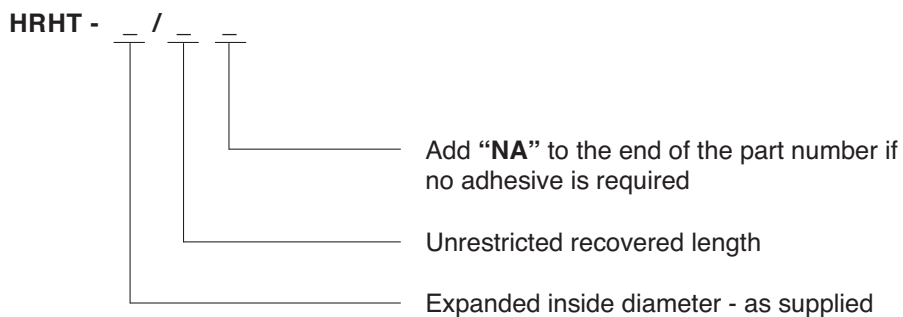 HRHT - _ / _ _
Add “NA” to the end of the part number if
no adhesive is required
Unrestricted recovered length
Expanded inside diameter - as supplied